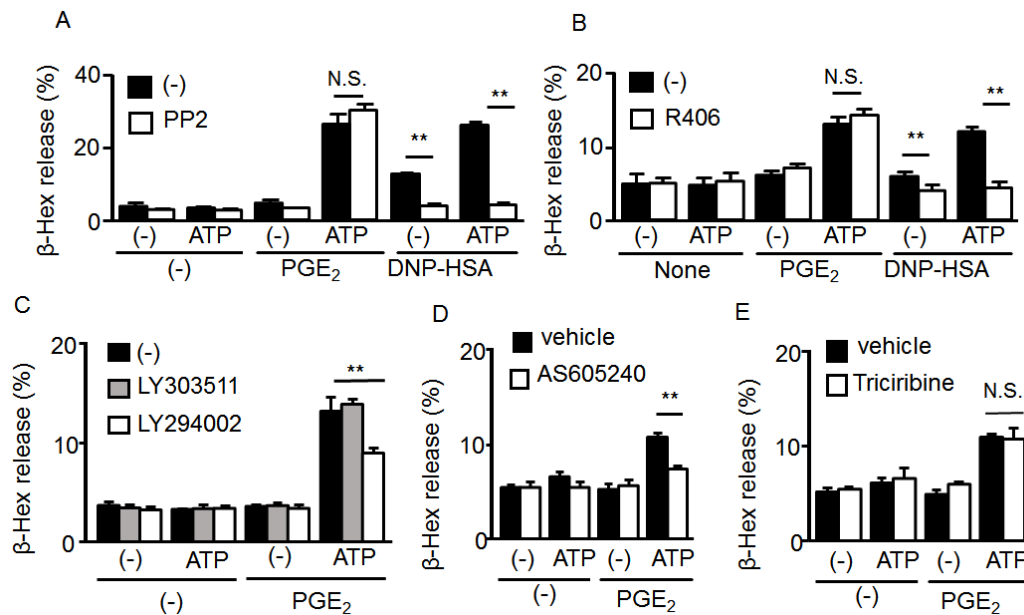 A
β-Hex release (%)
40
20
0
(-)
PP2
N.S.
**
**
(-) ATP (-) ATP (-) ATP
(-) PGE₂ DNP-HSA
B
β-Hex release (%)
20
10
0
(-)
R406
N.S.
**
**
(-) ATP (-) ATP (-) ATP
None PGE₂ DNP-HSA
C
β-Hex release (%)
20
10
0
(-)
LY303511
LY294002
**
(-) ATP (-) ATP
(-) PGE₂
D
β-Hex release (%)
20
10
0
vehicle
AS605240
**
(-) ATP (-) ATP
(-) PGE₂
E
β-Hex release (%)
20
10
0
vehicle
Triciribine
N.S.
(-) ATP (-) ATP
(-) PGE₂